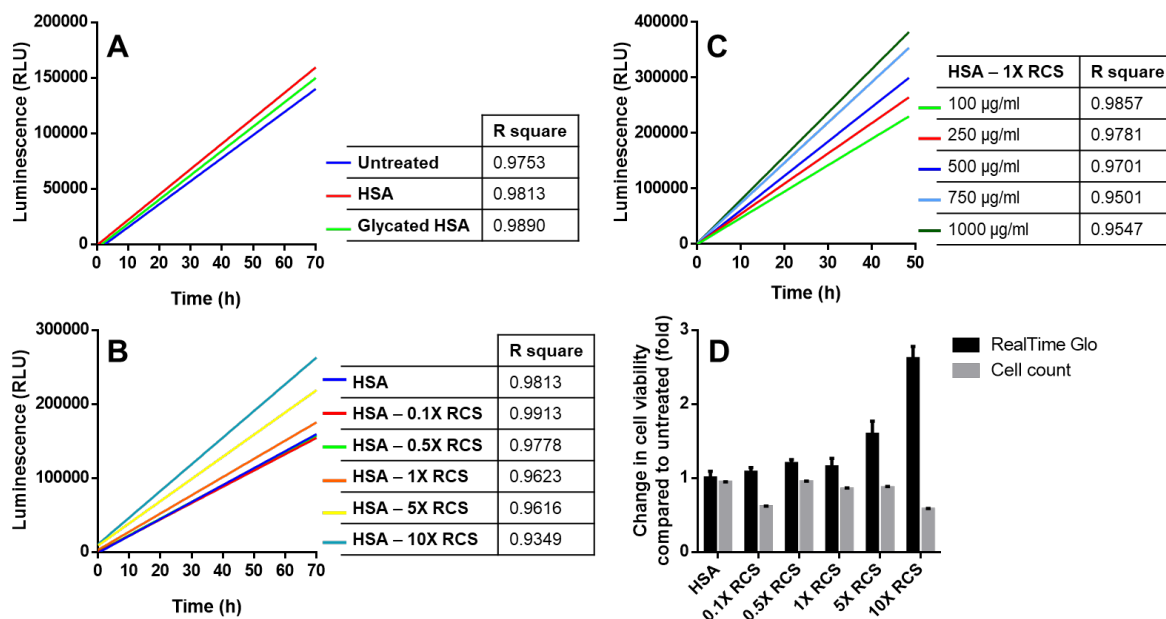 A
Luminescence (RLU)
200000
150000
100000
50000
0
0 10 20 30 40 50 60 70
Time (h)
R square
Untreated 0.9753
HSA 0.9813
Glycated HSA 0.9890
C
Luminescence (RLU)
400000
300000
200000
100000
0
0 10 20 30 40 50
Time (h)
HSA – 1X RCS R square
100 µg/ml 0.9857
250 µg/ml 0.9781
500 µg/ml 0.9701
750 µg/ml 0.9501
1000 µg/ml 0.9547
B
Luminescence (RLU)
300000
200000
100000
0
0 10 20 30 40 50 60 70
Time (h)
R square
HSA 0.9813
HSA – 0.1X RCS 0.9913
HSA – 0.5X RCS 0.9778
HSA – 1X RCS 0.9623
HSA – 5X RCS 0.9616
HSA – 10X RCS 0.9349
D
Change in cell viability
compared to untreated (fold)
3
2
1
0
HSA
0.1X RCS
0.5X RCS
1X RCS
5X RCS
10X RCS
RealTime Glo
Cell count